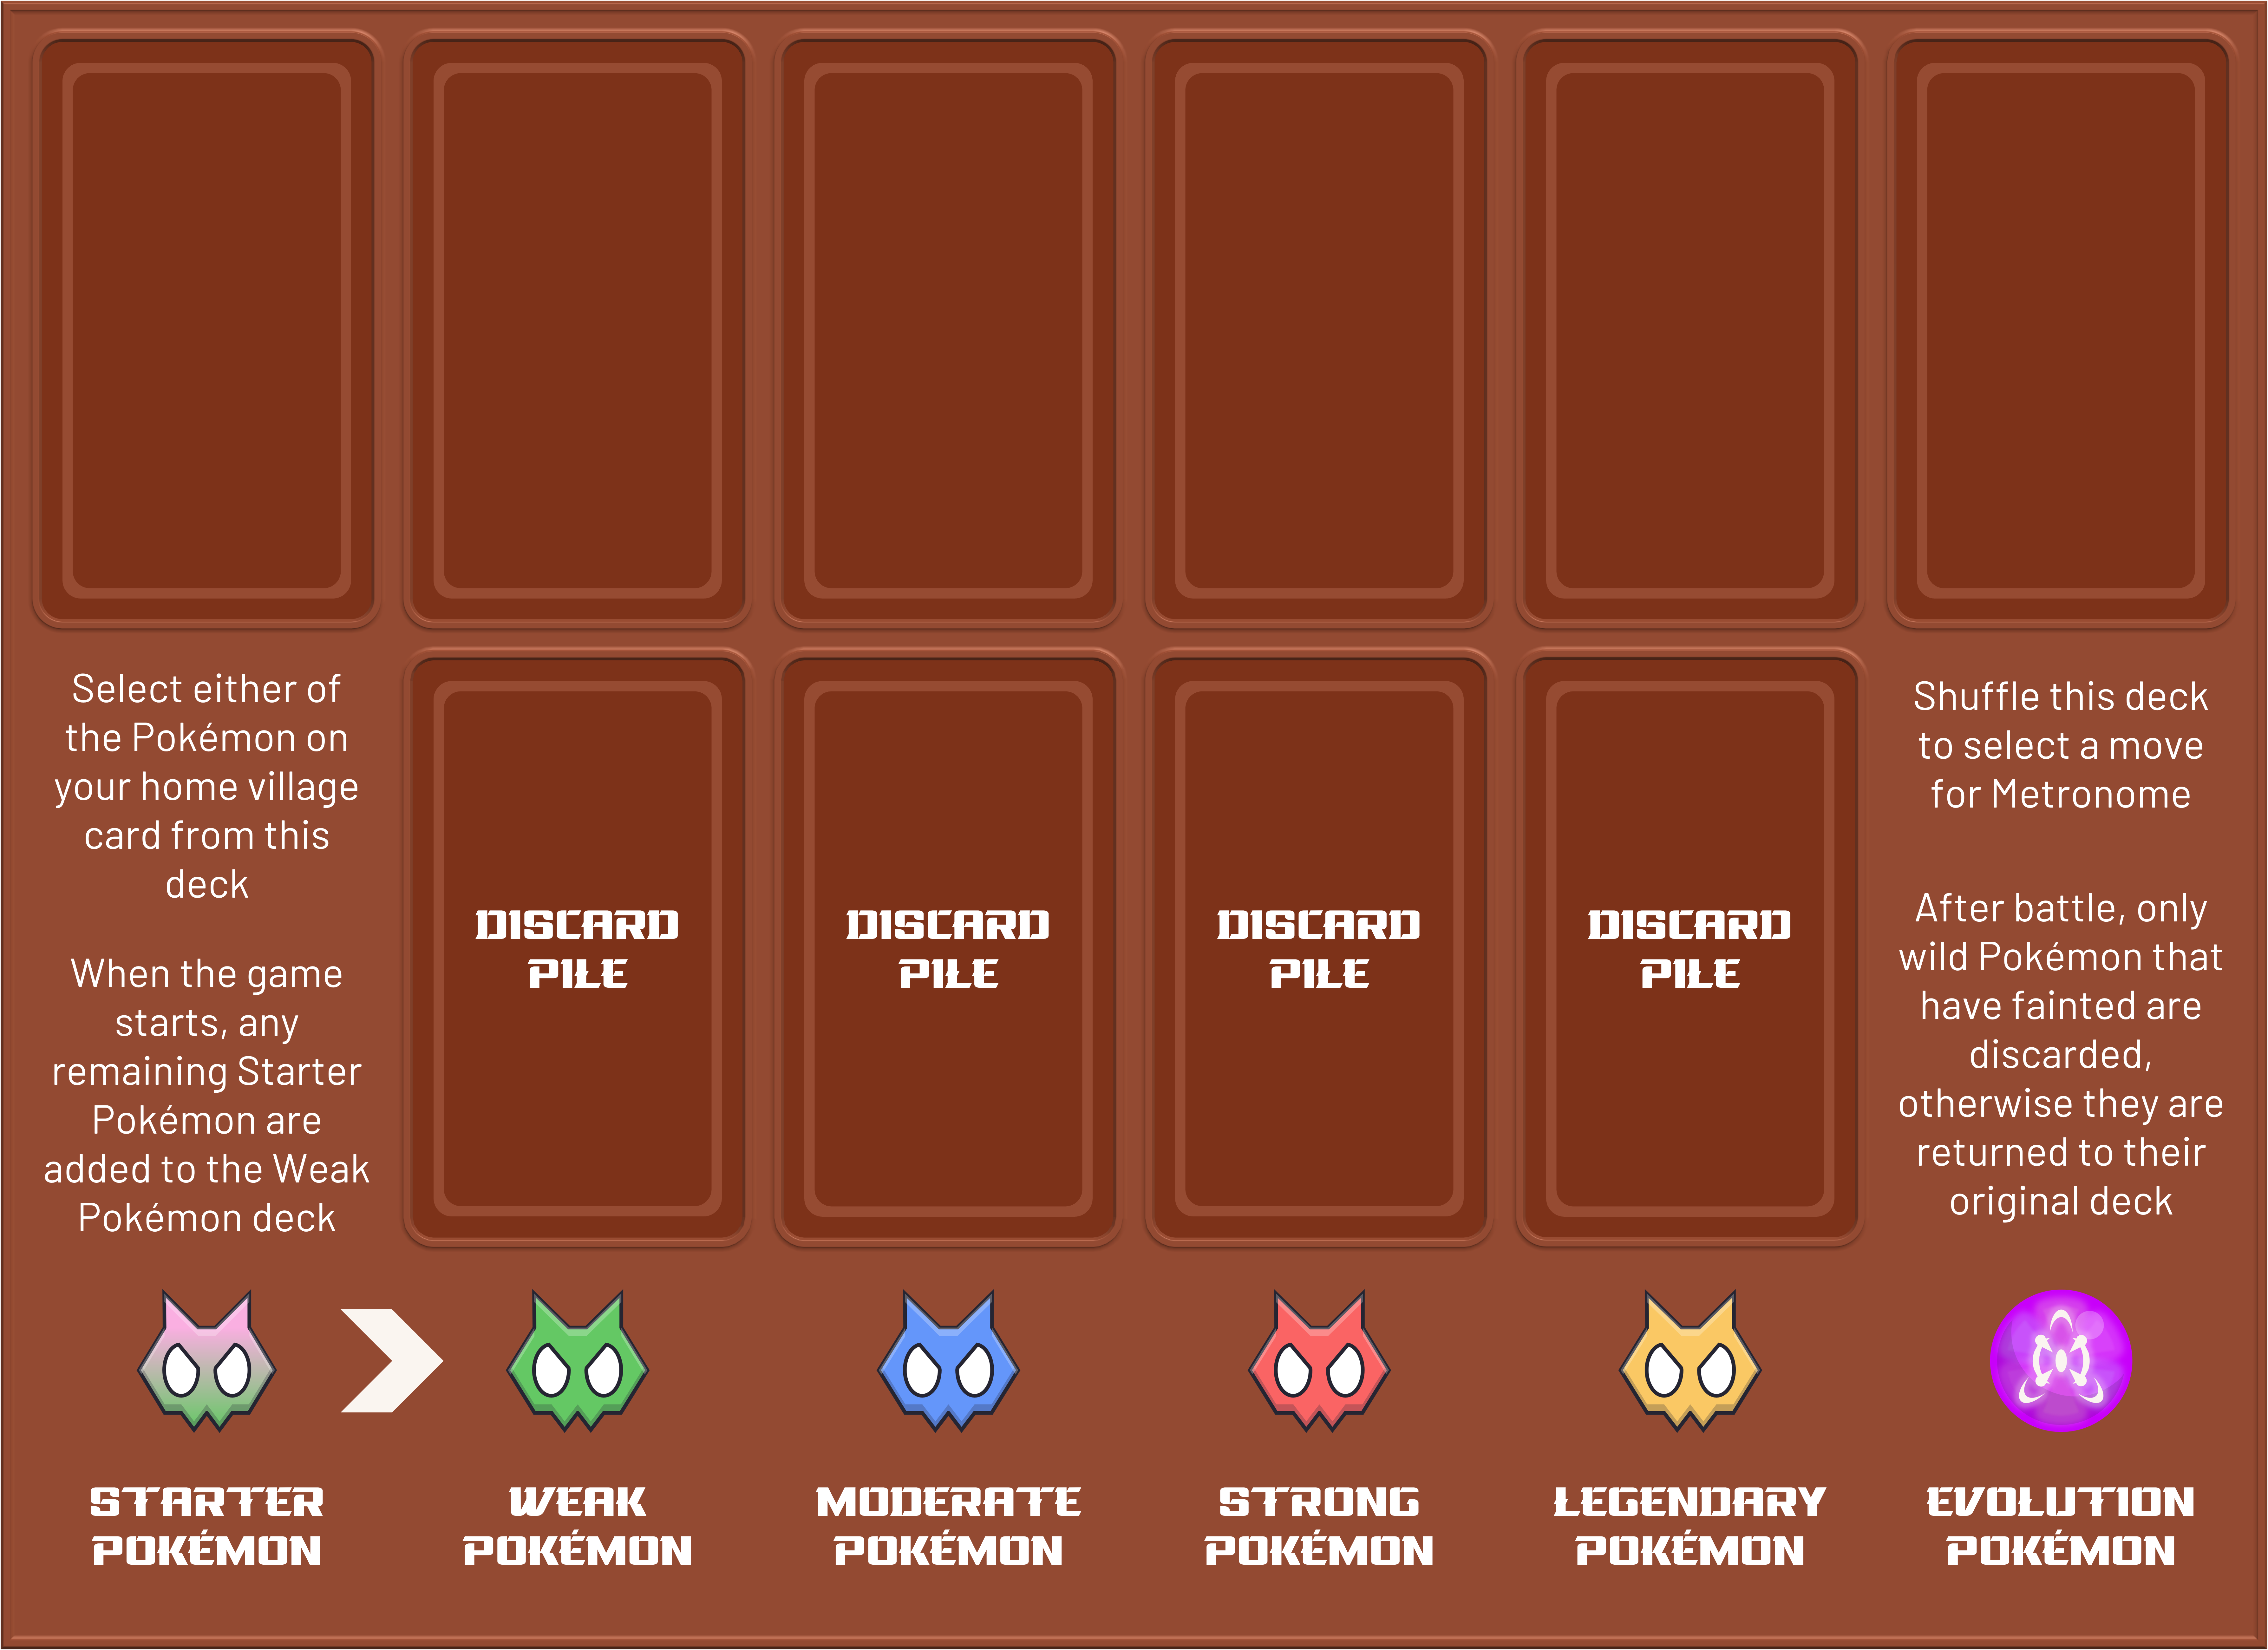 Select either of
the Pokémon on
your home village
card from this
deck
When the game
starts, any
remaining Starter
Pokémon are
added to the Weak
Pokémon deck
DISCARD
PILE
DISCARD
PILE
DISCARD
PILE
DISCARD
PILE
Shuffle this deck
to select a move
for Metronome
After battle, only
wild Pokémon that
have fainted are
discarded,
otherwise they are
returned to their
original deck
STARTER
POKÉMON
WEAK
POKÉMON
MODERATE
POKÉMON
STRONG
POKÉMON
LEGENDARY
POKÉMON
EVOLUTION
POKÉMON